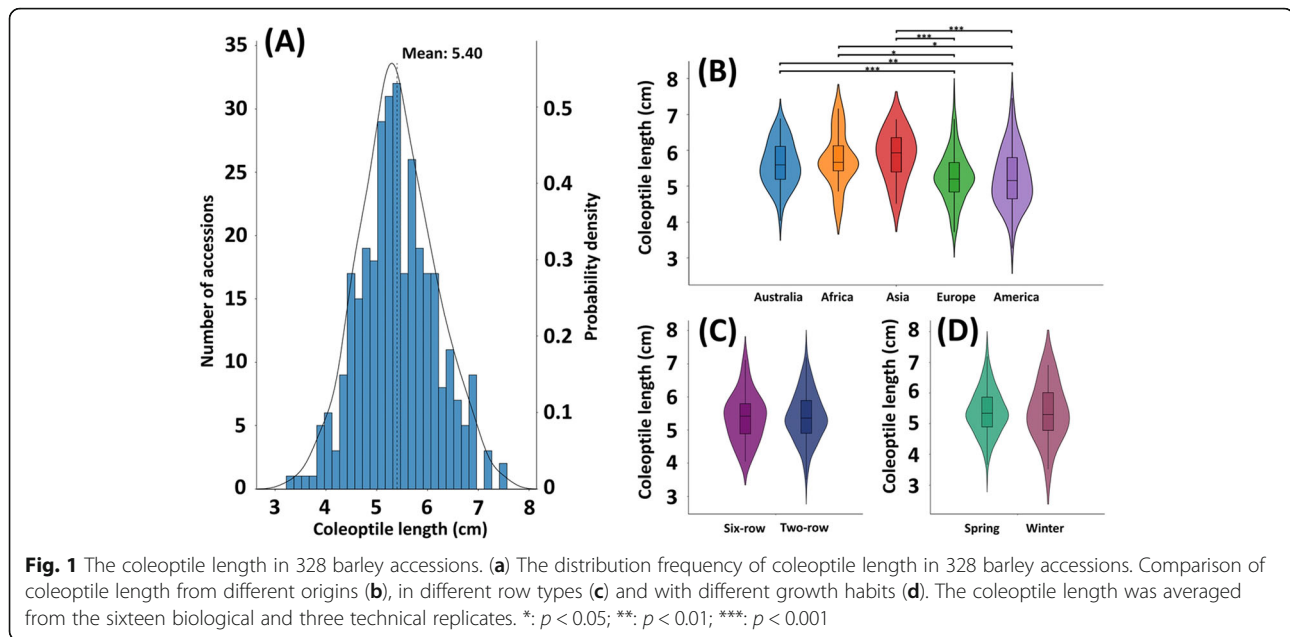 (A)
Mean: 5.40
35
30
25
20
15
10
5
0
Number of accessions
0.5
0.4
0.3
0.2
0.1
0
Probability density
3 4 5 6 7 8
Coleoptile length (cm)
(B)
***
***
*
*
**
***
8
7
6
5
4
3
Coleoptile length (cm)
Australia Africa Asia Europe America
(C)
8
7
6
5
4
3
Coleoptile length (cm)
Six-row Two-row
(D)
8
7
6
5
4
3
Coleoptile length (cm)
Spring Winter
Fig. 1 The coleoptile length in 328 barley accessions. (a) The distribution frequency of coleoptile length in 328 barley accessions. Comparison of
coleoptile length from different origins (b), in different row types (c) and with different growth habits (d). The coleoptile length was averaged
from the sixteen biological and three technical replicates. *: p < 0.05; **: p < 0.01; ***: p < 0.001